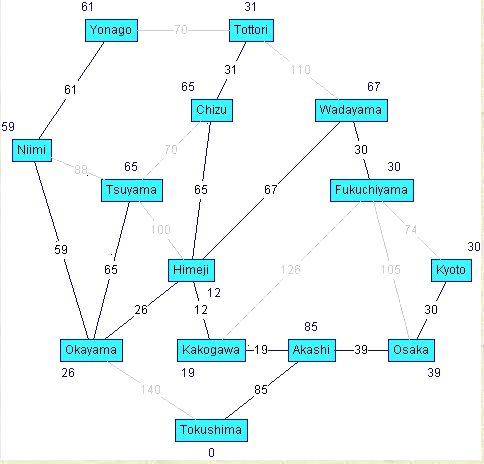 61
31
Yonago
70
Tottori
31
110
61
65
67
Chizu
Wadayama
59
70
30
Niimi
88
65
30
Tsuyama
65
67
Fukuchiyama
100
74
30
59
65
Himeji
126
105
Kyoto
12
26
12
30
85
Okayama
Kakogawa
19
Akashi
39
Osaka
26
19
39
140
85
Tokushima
0